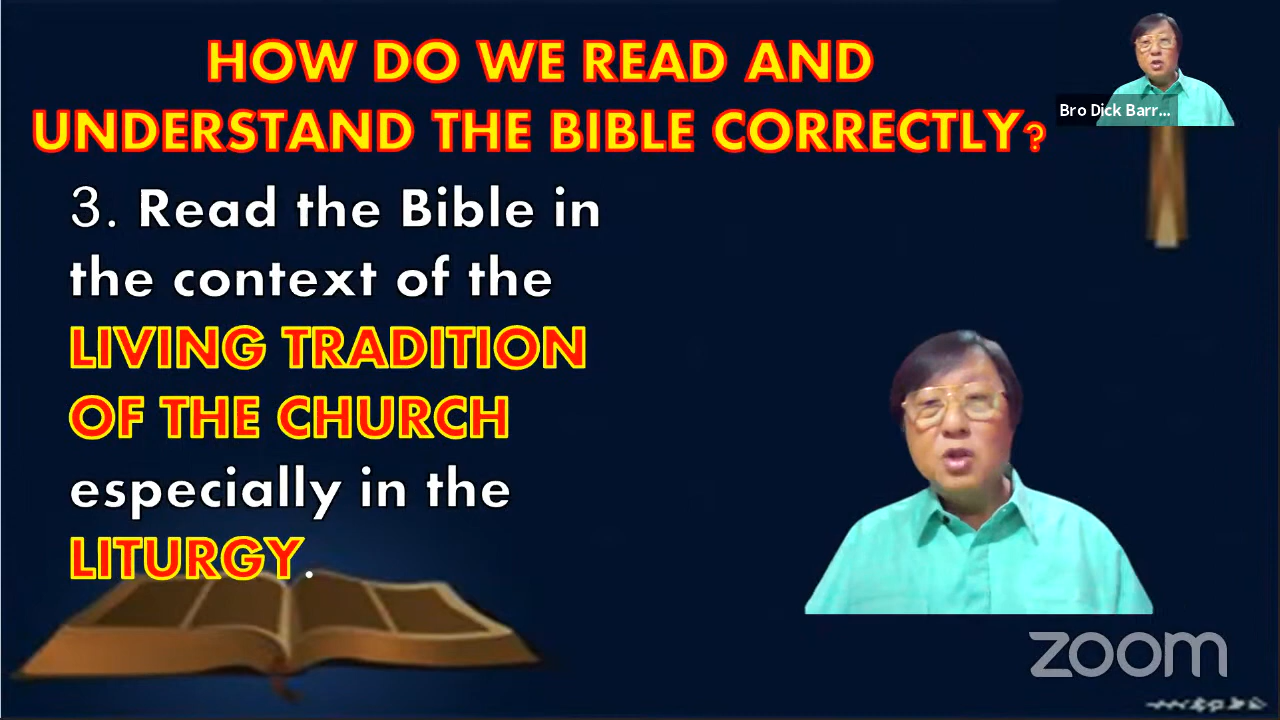 HOW DO WE READ AND
UNDERSTAND THE BIBLE CORRECTLY?
Bro Dick Barr...
3. Read the Bible in
the context of the
LIVING TRADITION
OF THE CHURCH
especially in the
LITURGY.
zoom